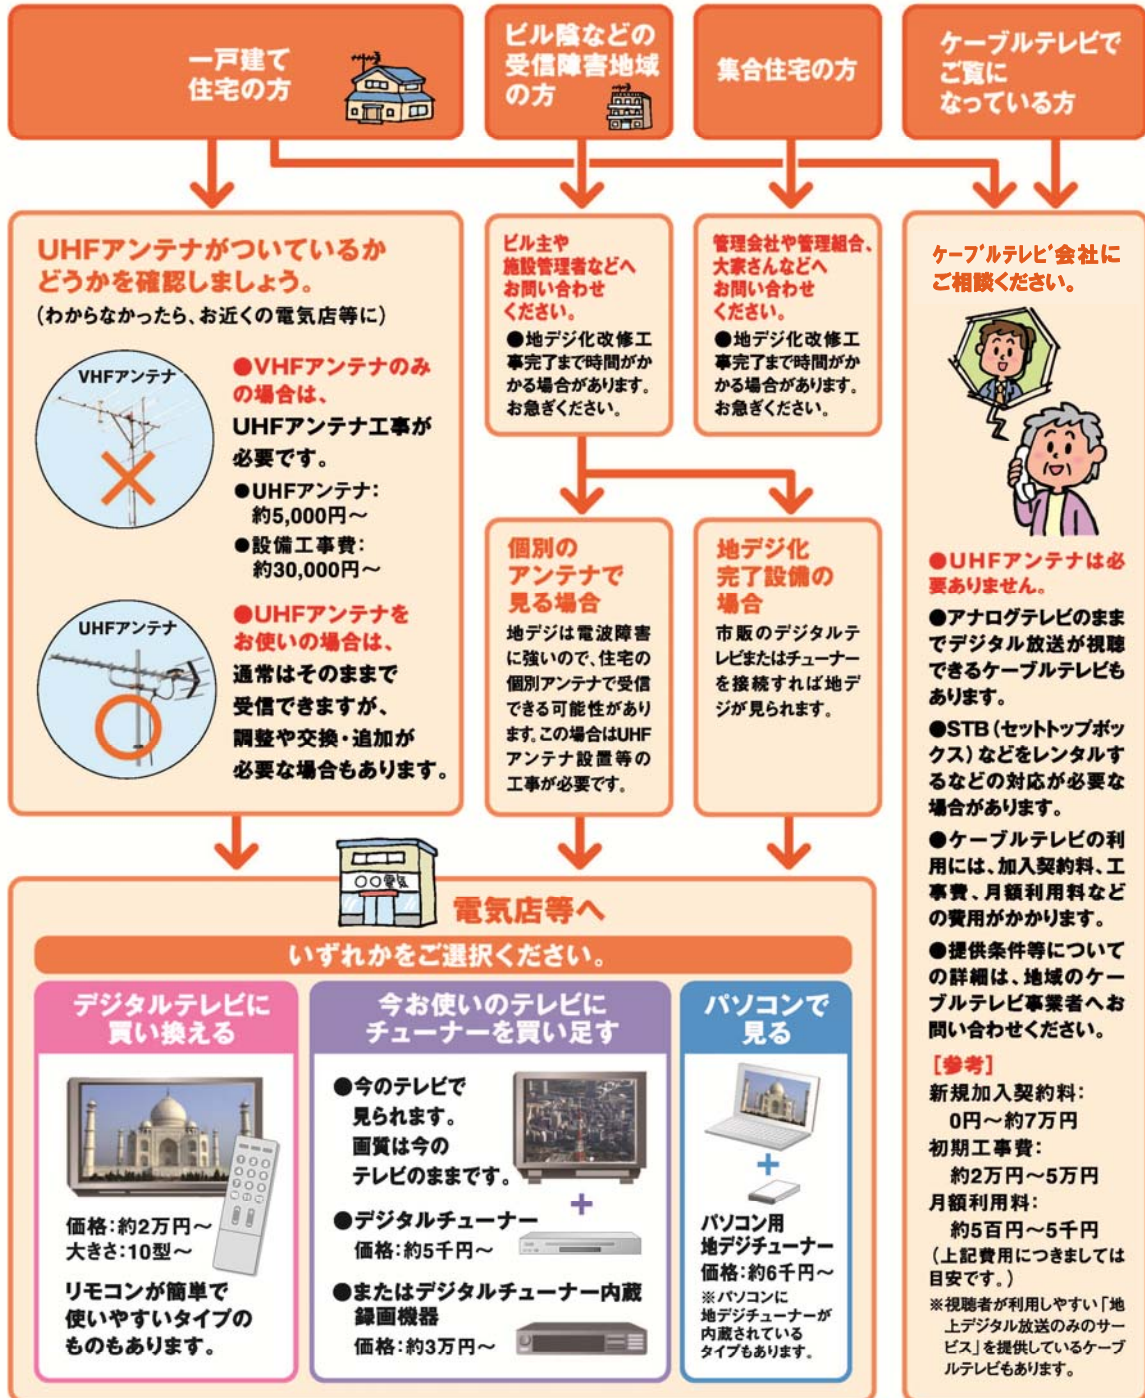 一戸建て
住宅の方
ビル陰などの
受信障害地域
の方
集合住宅の方
ケーブルテレビで
ご覧に
なっている方
UHFアンテナがついているか
どうかを確認しましょう。
(わからなかったら、お近くの電気店等に)
VHFアンテナ
●VHFアンテナのみ
の場合は、
UHFアンテナ工事が
必要です。
●UHFアンテナ:
約5,000円~
●設備工事費:
約30,000円~
UHFアンテナ
●UHFアンテナを
お使いの場合は、
通常はそのままで
受信できますが、
調整や交換・追加が
必要な場合もあります。
ビル主や
施設管理者などへ
お問い合わせ
ください。
●地デジ化改修工
事完了まで時間がか
かる場合があります。
お急ぎください。
管理会社や管理組合、
大家さんなどへ
お問い合わせ
ください。
●地デジ化改修工
事完了まで時間がか
かる場合があります。
お急ぎください。
個別の
アンテナで
見る場合
地デジは電波障害
に強いので、住宅の
個別アンテナで受信
できる可能性があり
ます。この場合はUHF
アンテナ設置等の
工事が必要です。
地デジ化
完了設備の
場合
市販のデジタルテ
レビまたはチューナー
を接続すれば地デ
ジが見られます。
ケーブルテレビ会社に
ご相談ください。
●UHFアンテナは必
要ありません。
●アナログテレビのまま
でデジタル放送が視聴
できるケーブルテレビも
あります。
●STB(セットトップボッ
クス)などをレンタルす
るなどの対応が必要な
場合があります。
●ケーブルテレビの利
用には、加入契約料、工
事費、月額利用料など
の費用がかかります。
●提供条件等について
の詳細は、地域のケー
ブルテレビ事業者へお
問い合わせください。
[参考]
新規加入契約料:
0円~約7万円
初期工事費:
約2万円~5万円
月額利用料:
約5百円~5千円
(上記費用につきましては
目安です。)
※視聴者が利用しやすい「地
上デジタル放送のみのサー
ビス」を提供しているケーブ
ルテレビもあります。
○○電気
電気店等へ
いずれかをご選択ください。
デジタルテレビに
買い換える
価格:約2万円~
大きさ:10型~
リモコンが簡単で
使いやすいタイプの
ものもあります。
今お使いのテレビに
チューナーを買い足す
●今のテレビで
見られます。
画質は今の
テレビのままです。
+
●デジタルチューナー
価格:約5千円~
●またはデジタルチューナー内蔵
録画機器
価格:約3万円~
パソコンで
見る
+
パソコン用
地デジチューナー
価格:約6千円~
※パソコンに
地デジチューナーが
内蔵されている
タイプもあります。